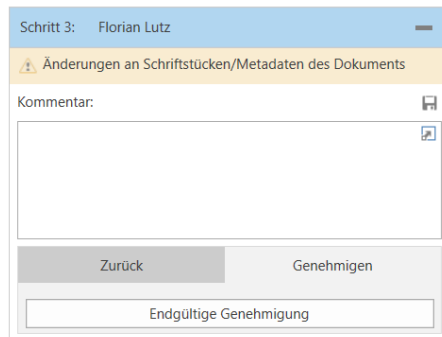 Schritt 3: Florian Lutz
Änderungen an Schriftstücken/Metadaten des Dokuments
Kommentar:
Zurück Genehmigen
Endgültige Genehmigung